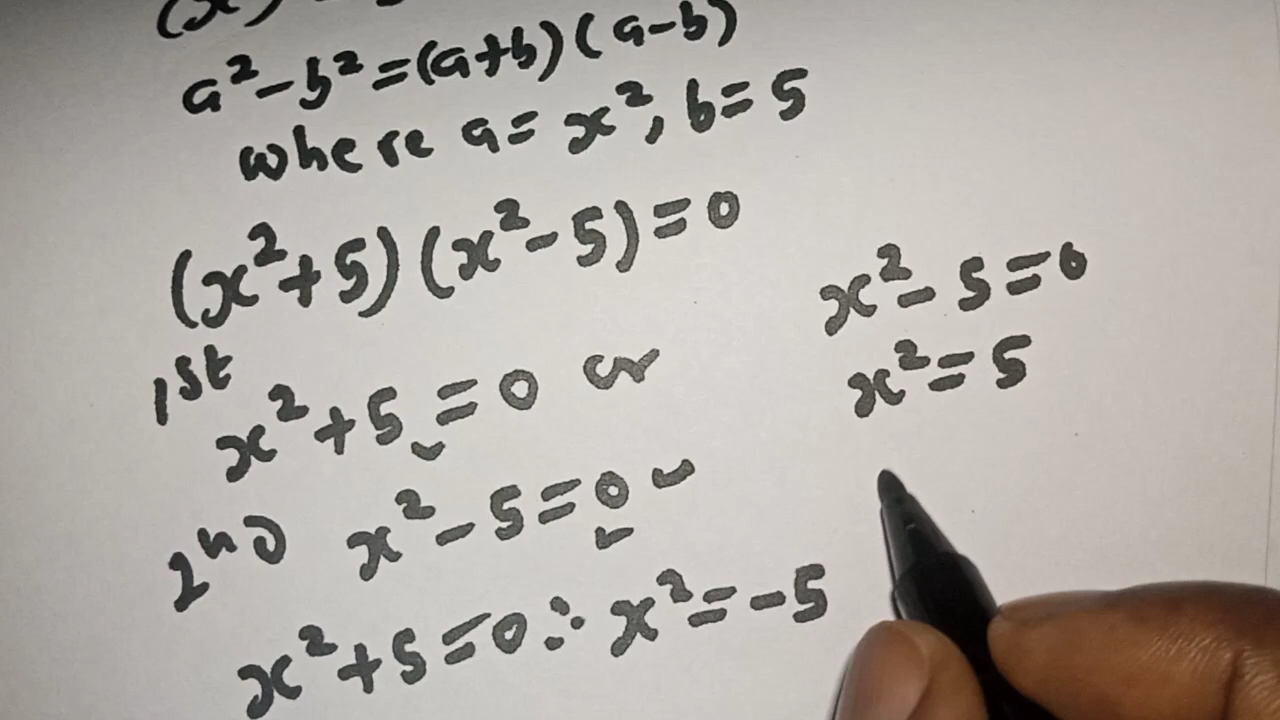 a²-b²=(a+b)(a-b)
where a= x², b=5
(x²+5)(x²-5)=0
1st
x²+5=0 or
2nd x²-5=0
x²+5=0 ∴ x²=-5
x²-5=0
x²=5